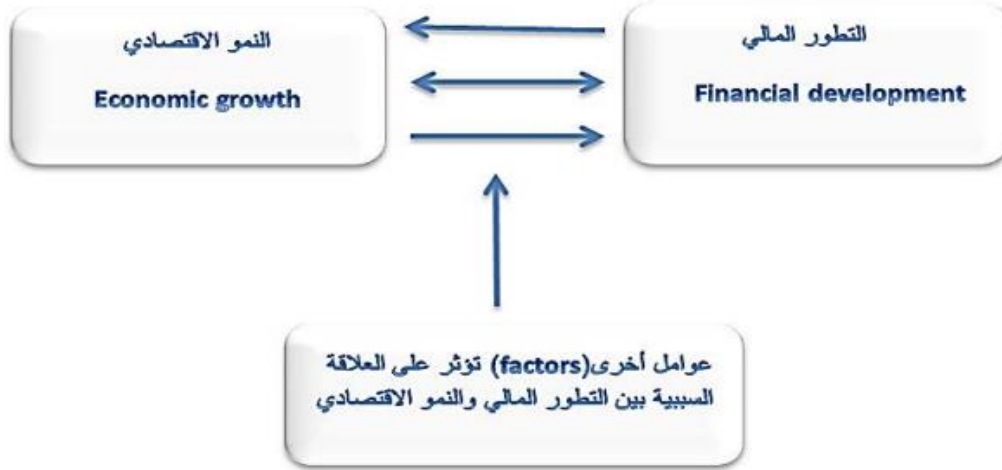 النمو الاقتصادي
Economic growth
التطور المالي
Financial development
عوامل أخرى(factors) تؤثر على العلاقة
السببية بين التطور المالي والنمو الاقتصادي